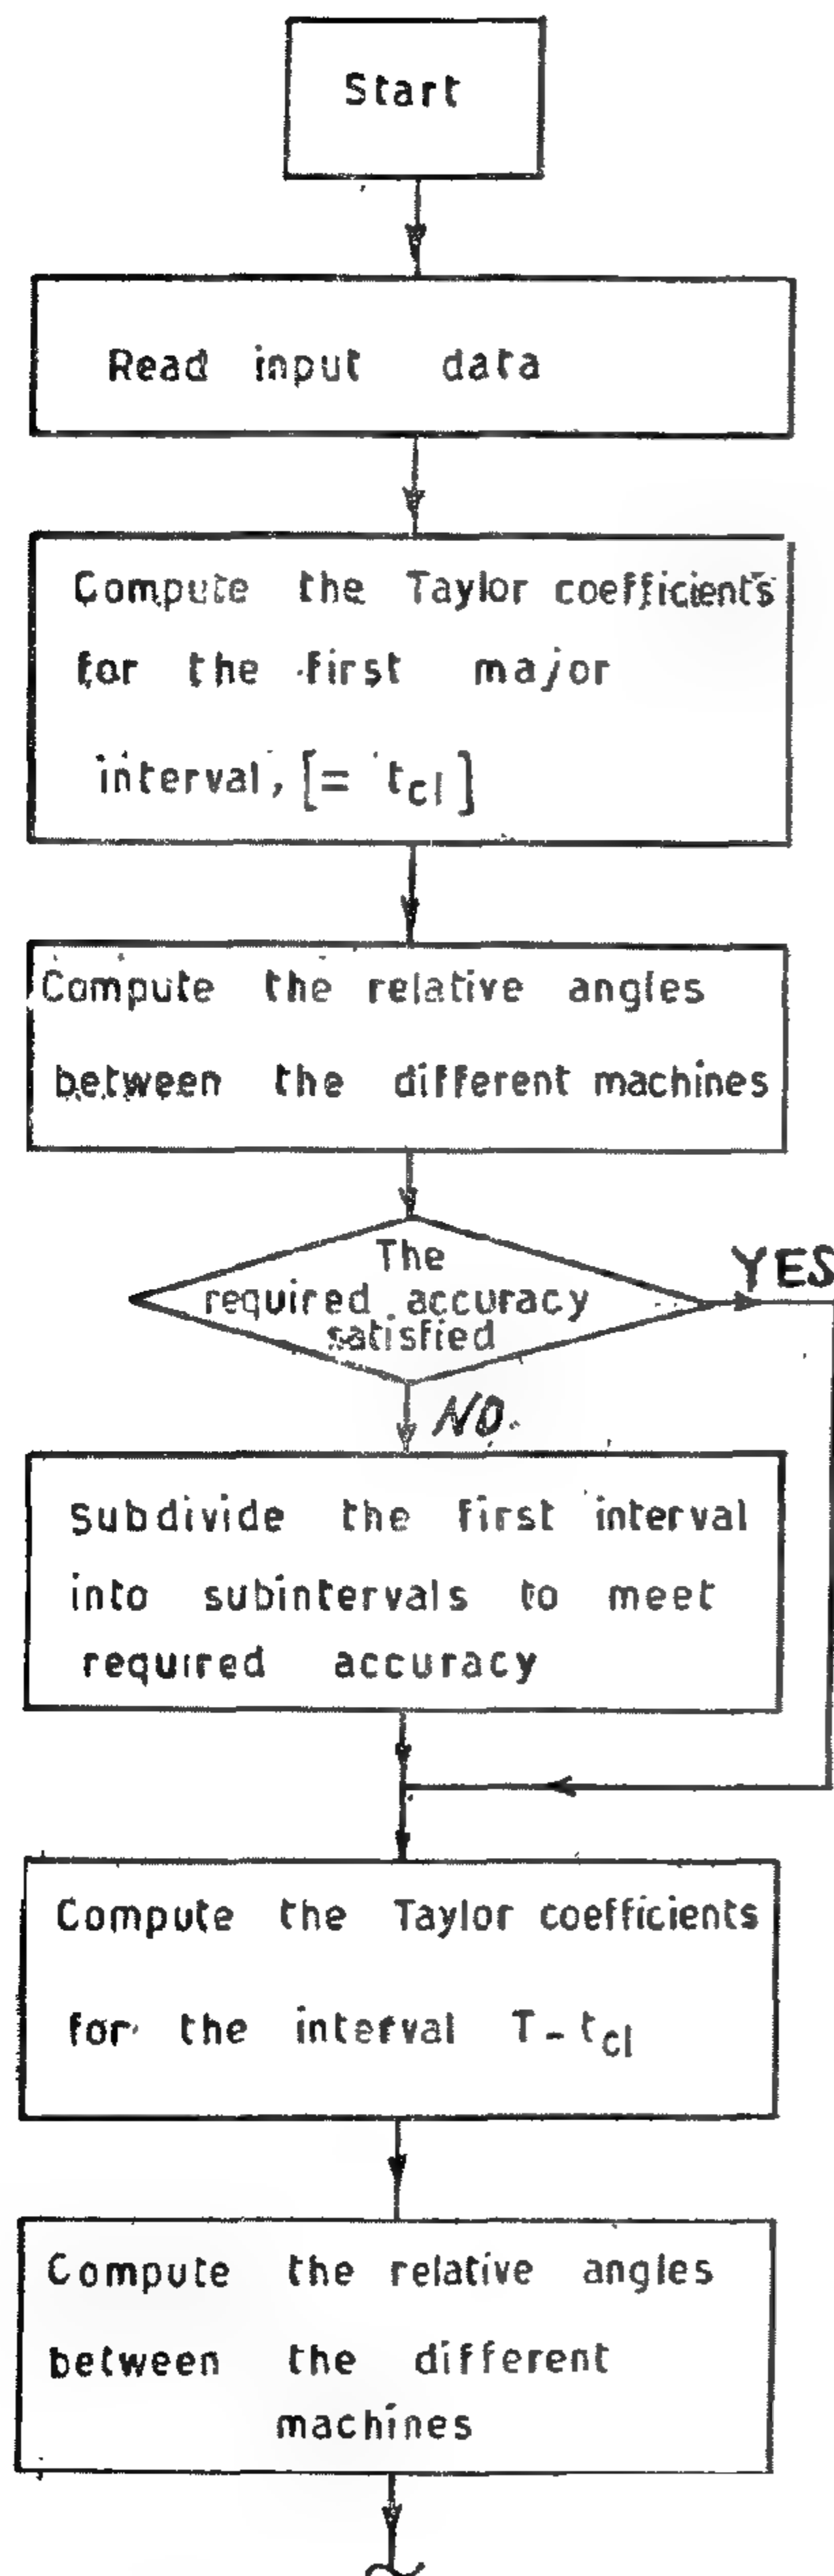 Start
Read input data
Compute the Taylor coefficients
for the first major
interval, [= t_cl]
Compute the relative angles
between the different machines
The
required accuracy
satisfied
YES
NO.
Subdivide the first interval
into subintervals to meet
required accuracy
Compute the Taylor coefficients
for the interval T - t_cl
Compute the relative angles
between the different
machines